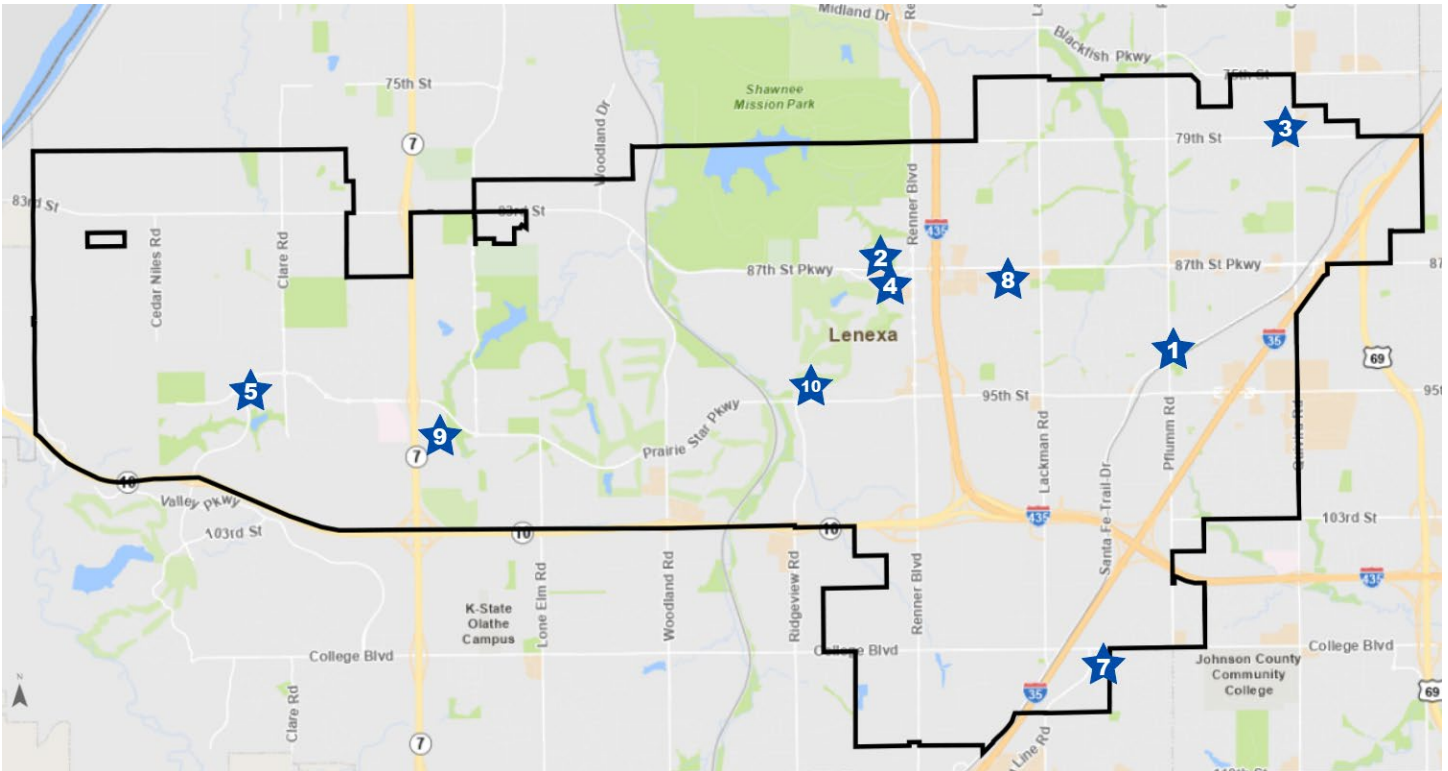 Midland Dr
Blackfish Pkwy
75th St
75th St
Shawnee
Mission Park
Woodland Dr
7
3
79th St
83rd St
83rd St
Renner Blvd
435
Cedar Niles Rd
Clare Rd
2
87th St Pkwy
87th St Pkwy
87
4
8
Lenexa
1
35
69
5
10
95th St
95t
9
7
Prairie Star Pkwy
Lackman Rd
Pflumm Rd
Quivira Rd
Santa Fe Trail Dr
10
Valley Pkwy
103rd St
10
10
435
103rd St
435
K-State
Olathe
Campus
Lone Elm Rd
Woodland Rd
Ridgeview Rd
Renner Blvd
College Blvd
College Blvd
College Blvd
7
Johnson County
Community
College
35
69
N
Clare Rd
7
Line Rd